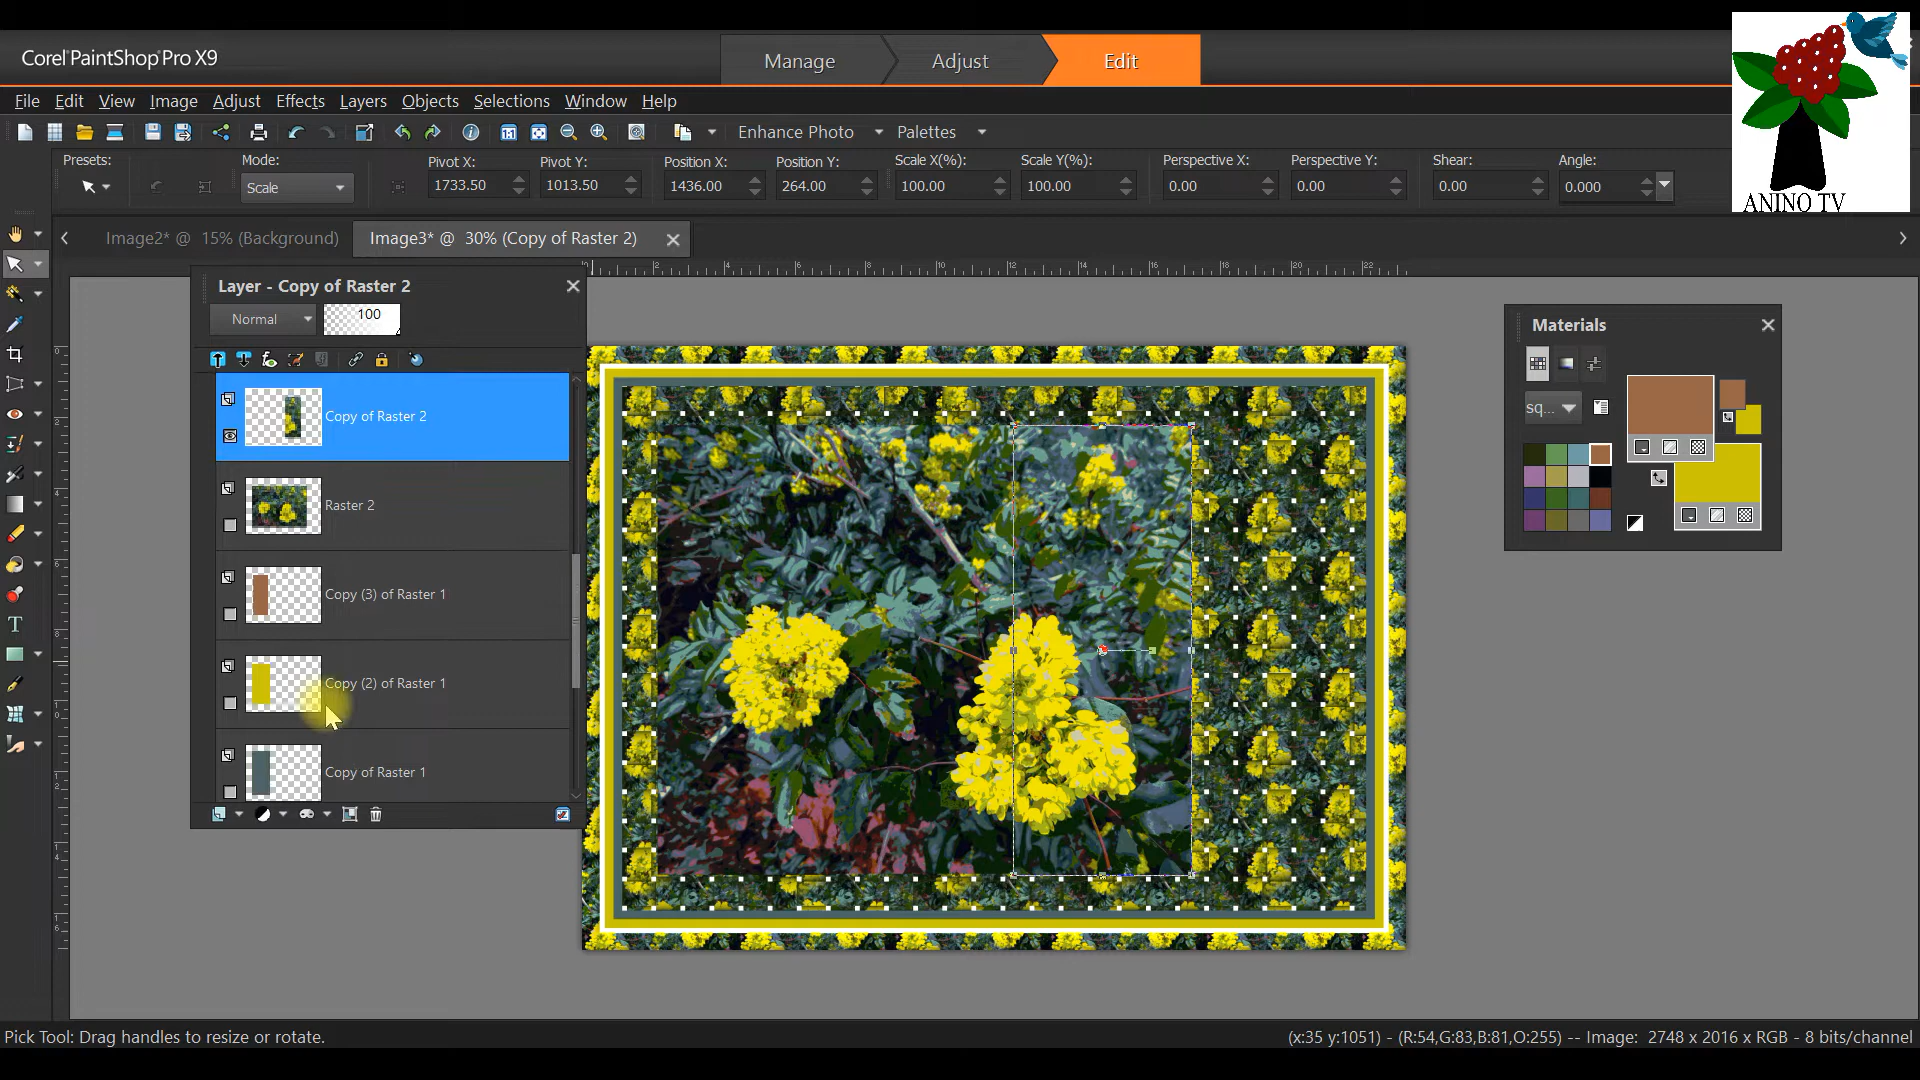 Corel PaintShop Pro X9
Manage
Adjust
Edit
File Edit View Image Adjust Effects Layers Objects Selections Window Help
Enhance Photo
Palettes
Presets:
Mode:
Scale
Pivot X:
1733.50
Pivot Y:
1013.50
Position X:
1436.00
Position Y:
264.00
Scale X(%):
100.00
Scale Y(%):
100.00
Perspective X:
0.00
Perspective Y:
0.00
Shear:
0.00
Angle:
0.000
ANINO TV
Image2* @ 15% (Background)
Image3* @ 30% (Copy of Raster 2)
Layer - Copy of Raster 2
Normal
100
Copy of Raster 2
Raster 2
Copy (3) of Raster 1
Copy (2) of Raster 1
Copy of Raster 1
Materials
sq...
Pick Tool: Drag handles to resize or rotate.
(x:35 y:1051) - (R:54,G:83,B:81,O:255) -- Image: 2748 x 2016 x RGB - 8 bits/channel